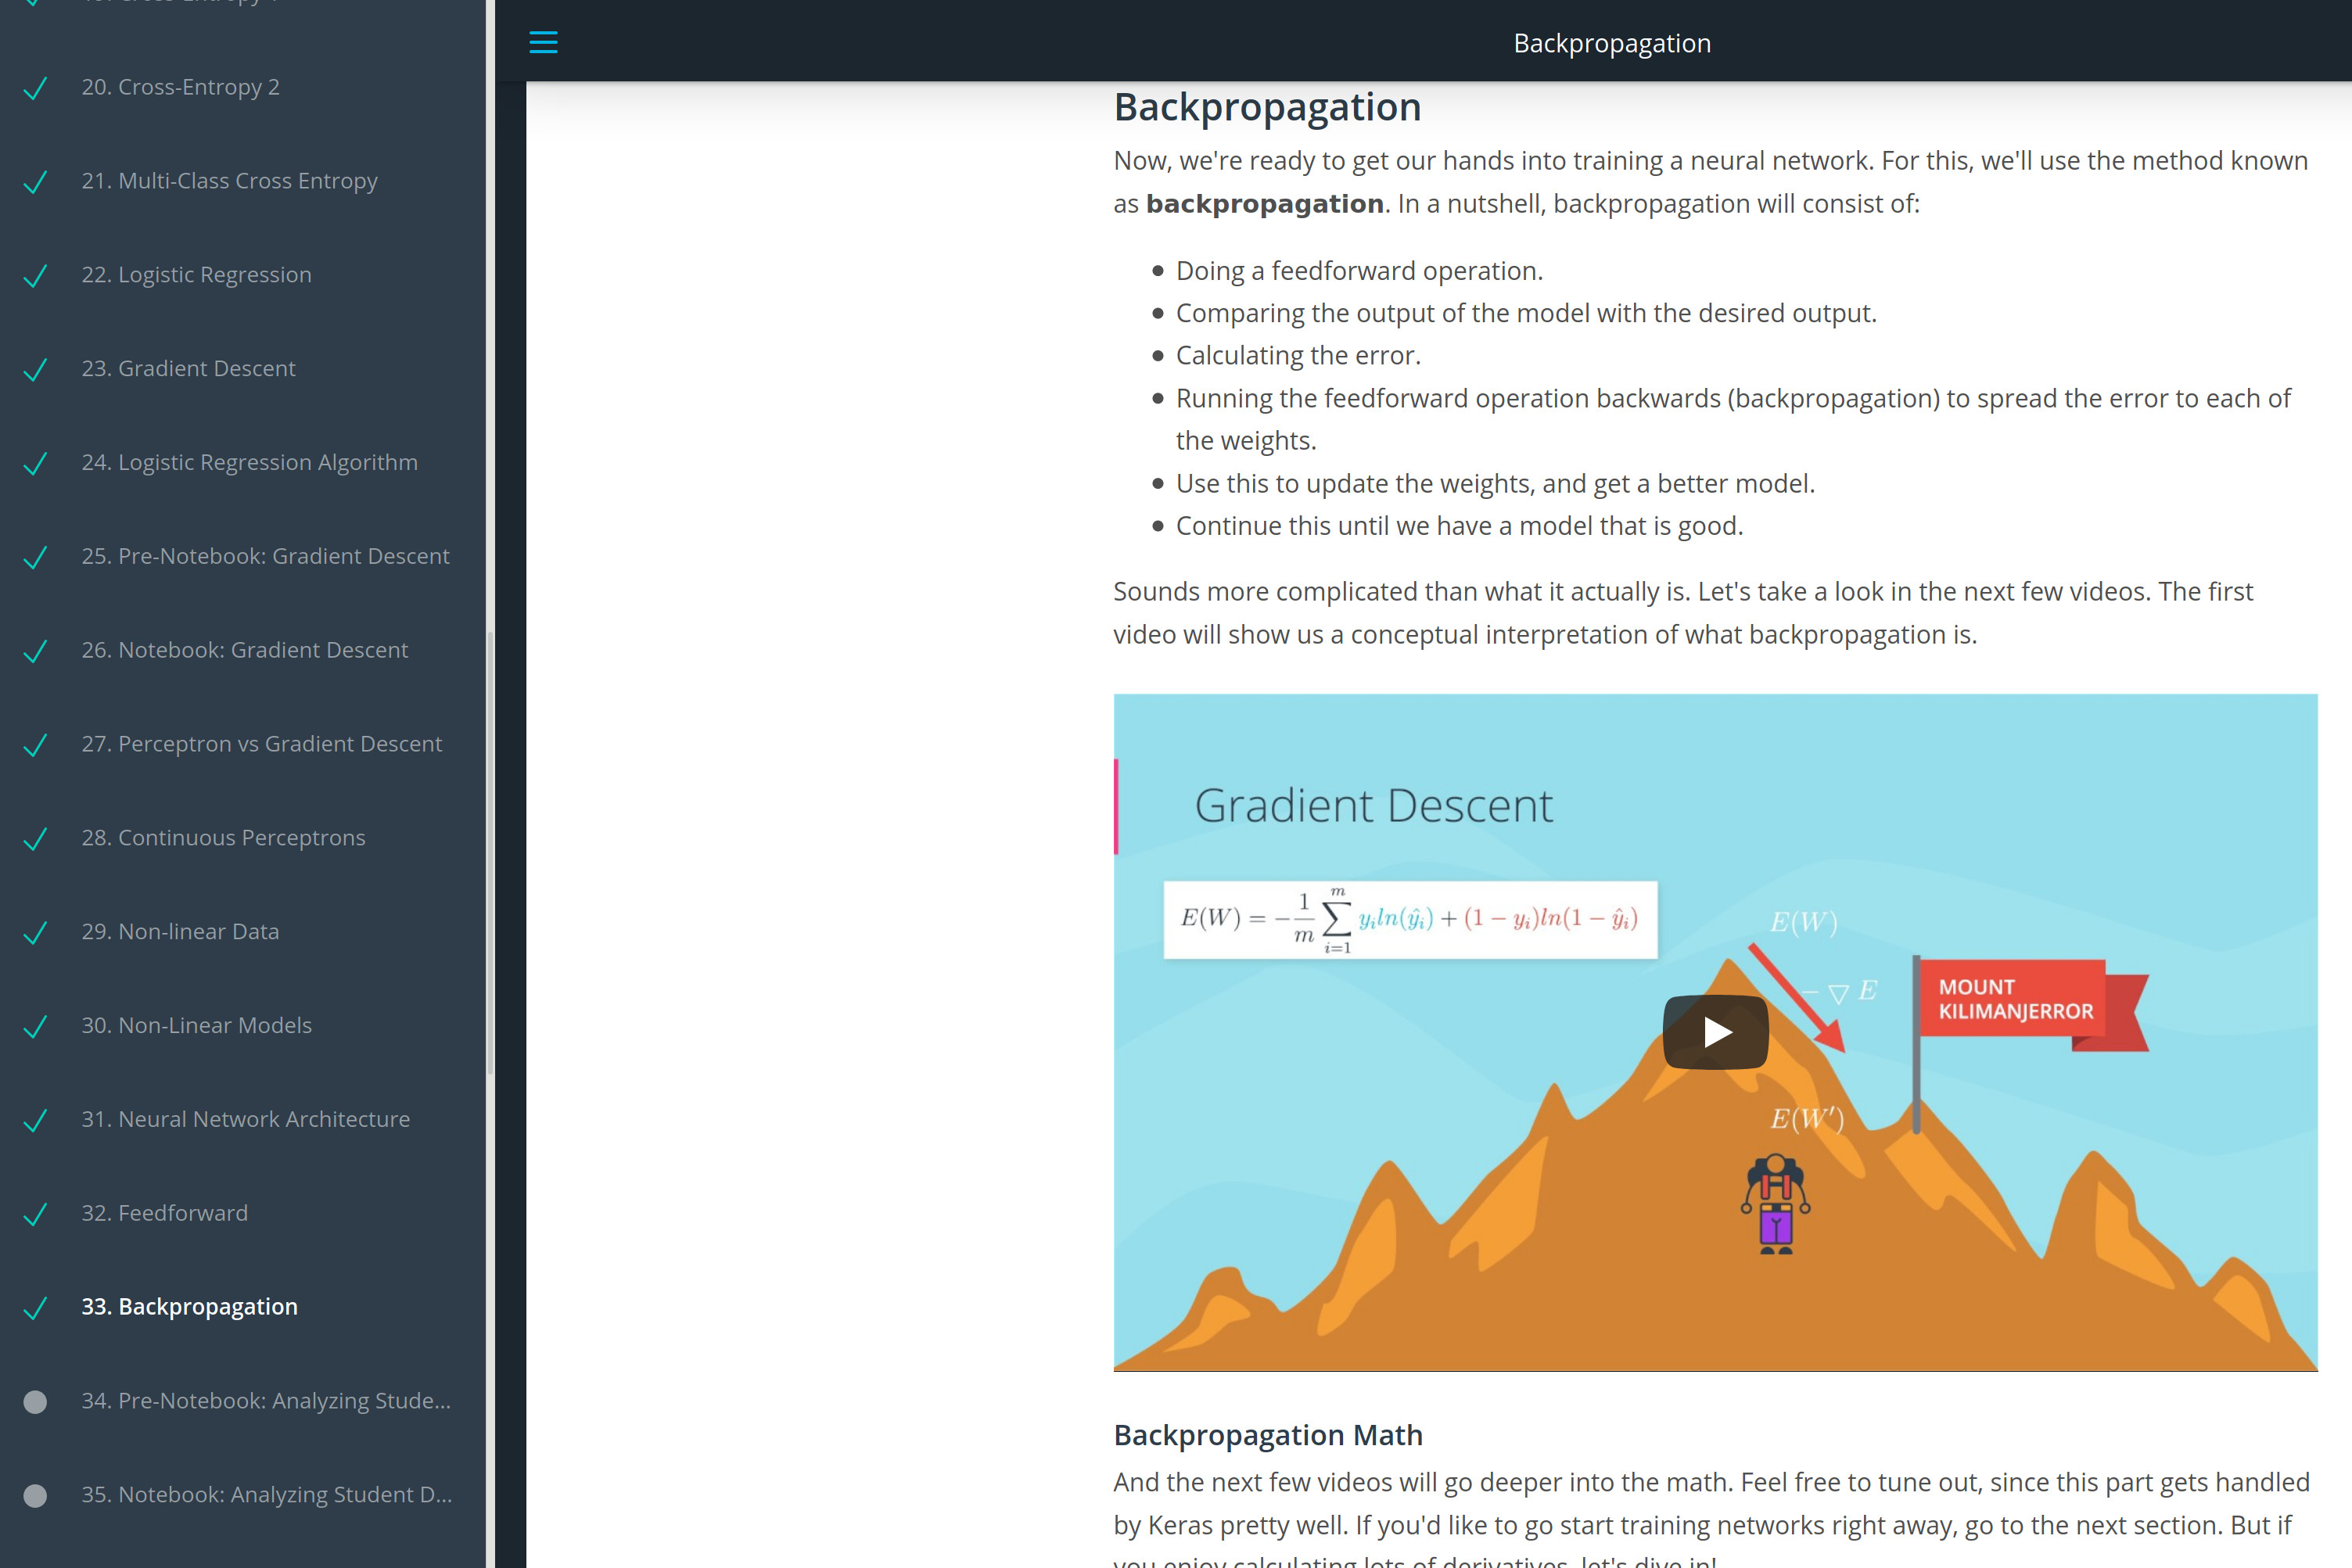 20. Cross-Entropy 2
21. Multi-Class Cross Entropy
22. Logistic Regression
23. Gradient Descent
24. Logistic Regression Algorithm
25. Pre-Notebook: Gradient Descent
26. Notebook: Gradient Descent
27. Perceptron vs Gradient Descent
28. Continuous Perceptrons
29. Non-linear Data
30. Non-Linear Models
31. Neural Network Architecture
32. Feedforward
33. Backpropagation
34. Pre-Notebook: Analyzing Stude...
35. Notebook: Analyzing Student D...
Backpropagation
Backpropagation
Now, we're ready to get our hands into training a neural network. For this, we'll use the method known
as backpropagation. In a nutshell, backpropagation will consist of:
• Doing a feedforward operation.
• Comparing the output of the model with the desired output.
• Calculating the error.
• Running the feedforward operation backwards (backpropagation) to spread the error to each of
the weights.
• Use this to update the weights, and get a better model.
• Continue this until we have a model that is good.
Sounds more complicated than what it actually is. Let's take a look in the next few videos. The first
video will show us a conceptual interpretation of what backpropagation is.
Gradient Descent
E(W) = −1/m ∑_{i=1}^{m} y_i ln(ŷ_i) + (1 − y_i)ln(1 − ŷ_i)
E(W)
− ▽ E
MOUNT
KILIMANJERROR
E(W′)
Backpropagation Math
And the next few videos will go deeper into the math. Feel free to tune out, since this part gets handled
by Keras pretty well. If you'd like to go start training networks right away, go to the next section. But if
you enjoy calculating lots of derivatives, let's dive in!